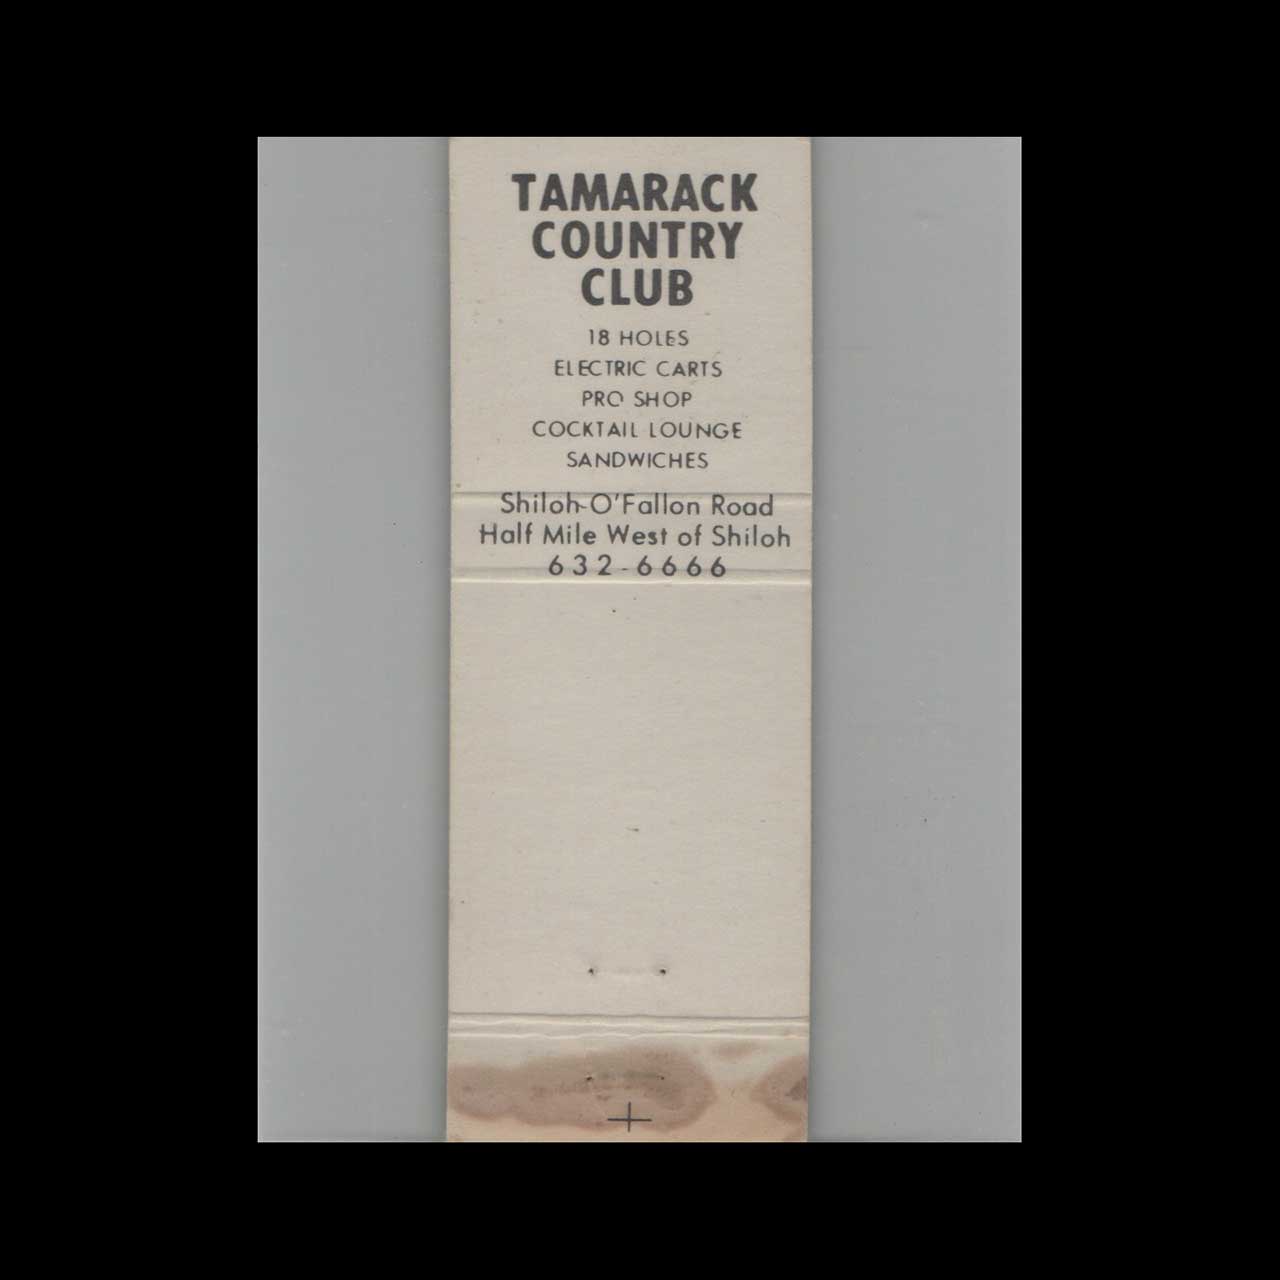 TAMARACK
COUNTRY
CLUB
18 HOLES
ELECTRIC CARTS
PRO SHOP
COCKTAIL LOUNGE
SANDWICHES
Shiloh-O'Fallon Road
Half Mile West of Shiloh
632-6666